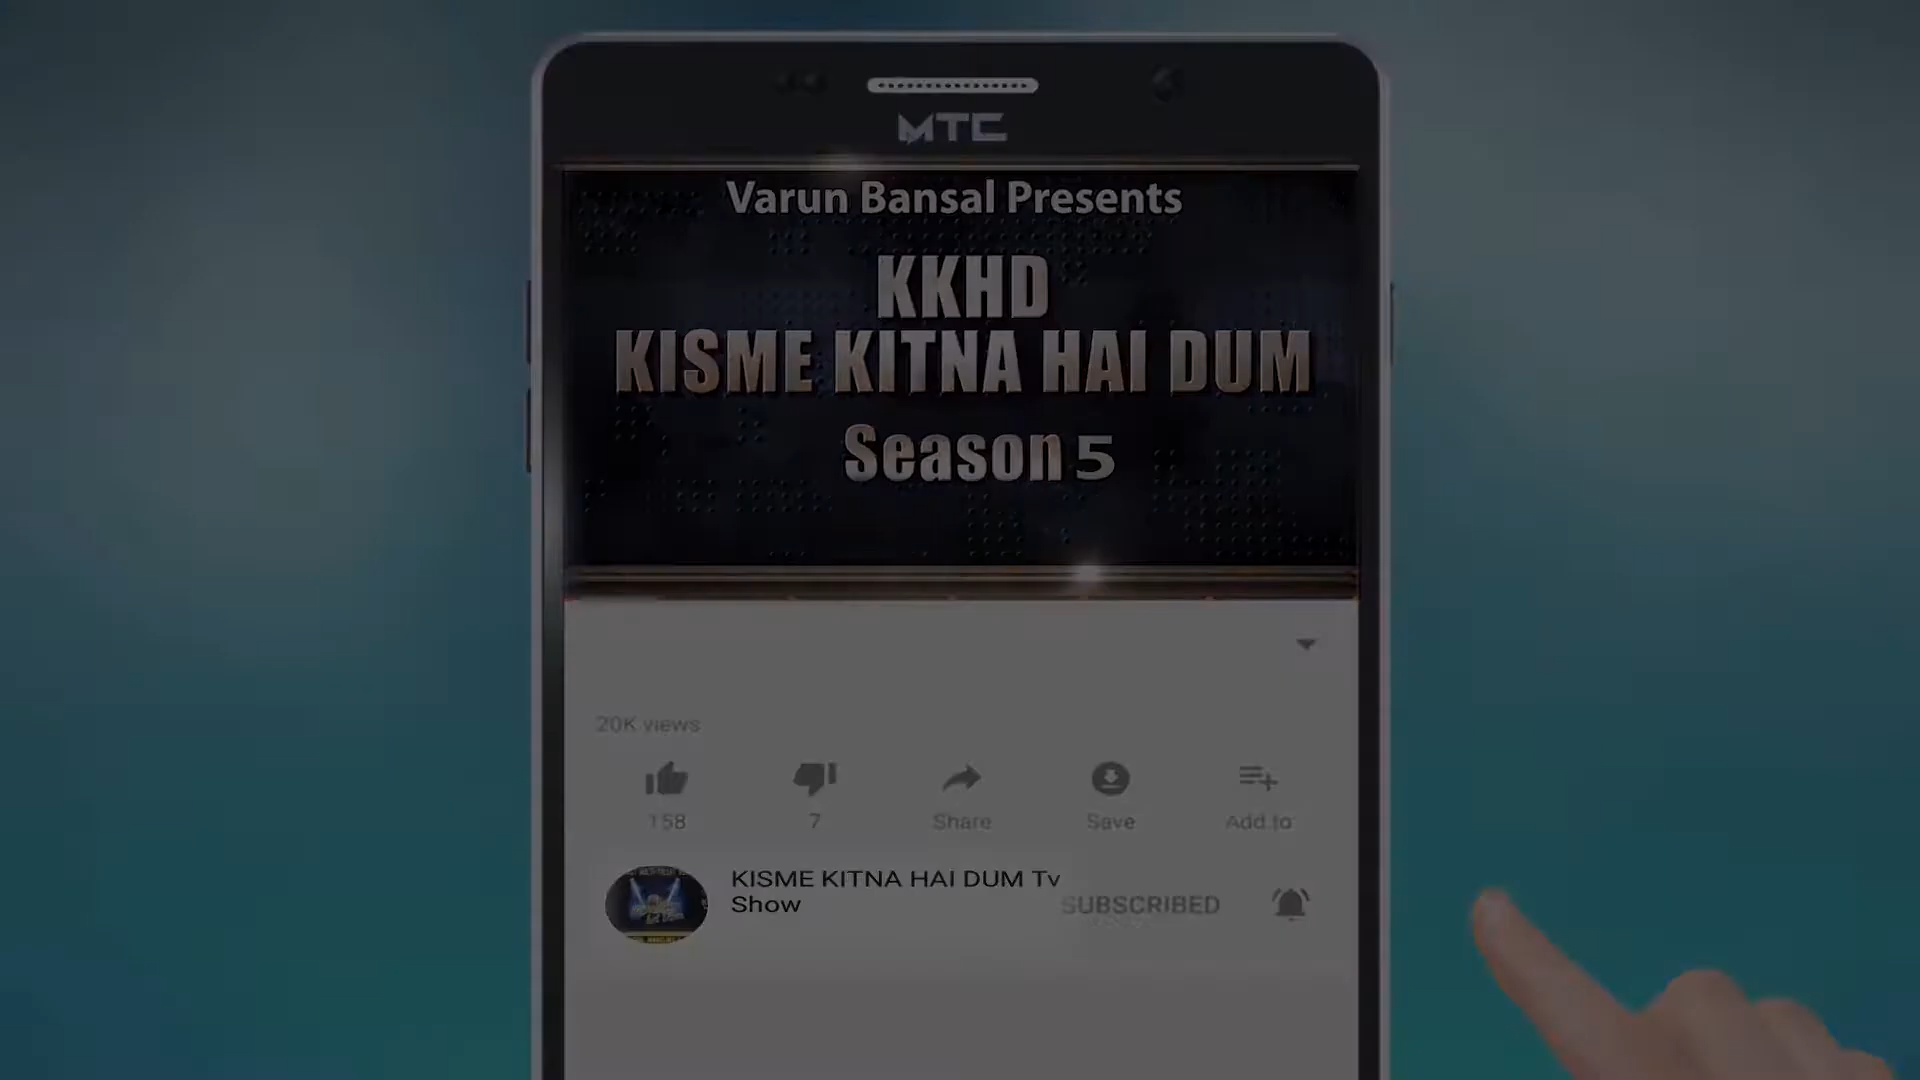 MTC
Varun Bansal Presents
KKHD
KISME KITNA HAI DUM
Season 5
20K views
158
7
Share
Save
Add to
KISME KITNA HAI DUM Tv
Show
SUBSCRIBED